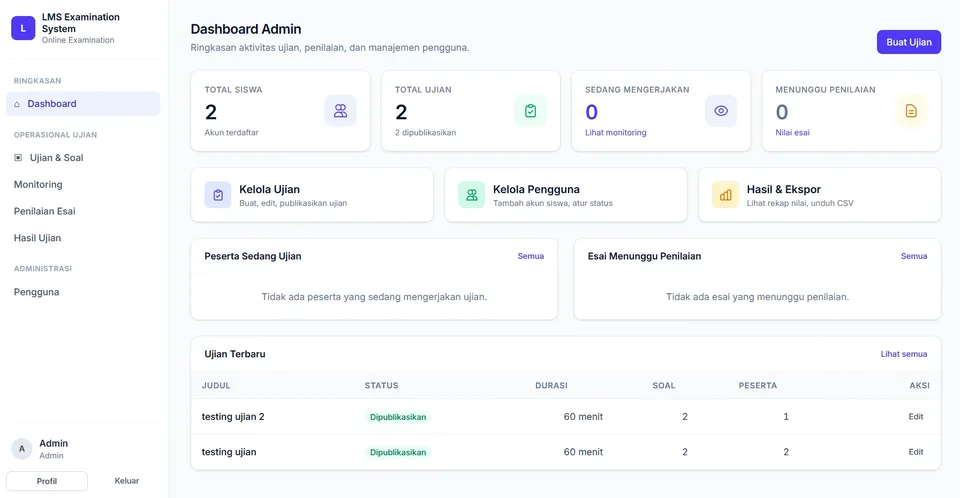 L
LMS Examination
System
Online Examination
RINGKASAN
Dashboard
OPERASIONAL UJIAN
Ujian & Soal
Monitoring
Penilaian Esai
Hasil Ujian
ADMINISTRASI
Pengguna
A
Admin
Admin
Profil
Keluar
Dashboard Admin
Ringkasan aktivitas ujian, penilaian, dan manajemen pengguna.
Buat Ujian
TOTAL SISWA
2
Akun terdaftar
TOTAL UJIAN
2
2 dipublikasikan
SEDANG MENGERJAKAN
0
Lihat monitoring
MENUNGGU PENILAIAN
0
Nilai esai
Kelola Ujian
Buat, edit, publikasikan ujian
Kelola Pengguna
Tambah akun siswa, atur status
Hasil & Ekspor
Lihat rekap nilai, unduh CSV
Peserta Sedang Ujian
Semua
Tidak ada peserta yang sedang mengerjakan ujian.
Esai Menunggu Penilaian
Semua
Tidak ada esai yang menunggu penilaian.
Ujian Terbaru
Lihat semua
JUDUL STATUS DURASI SOAL PESERTA AKSI
testing ujian 2 Dipublikasikan 60 menit 2 1 Edit
testing ujian Dipublikasikan 60 menit 2 2 Edit